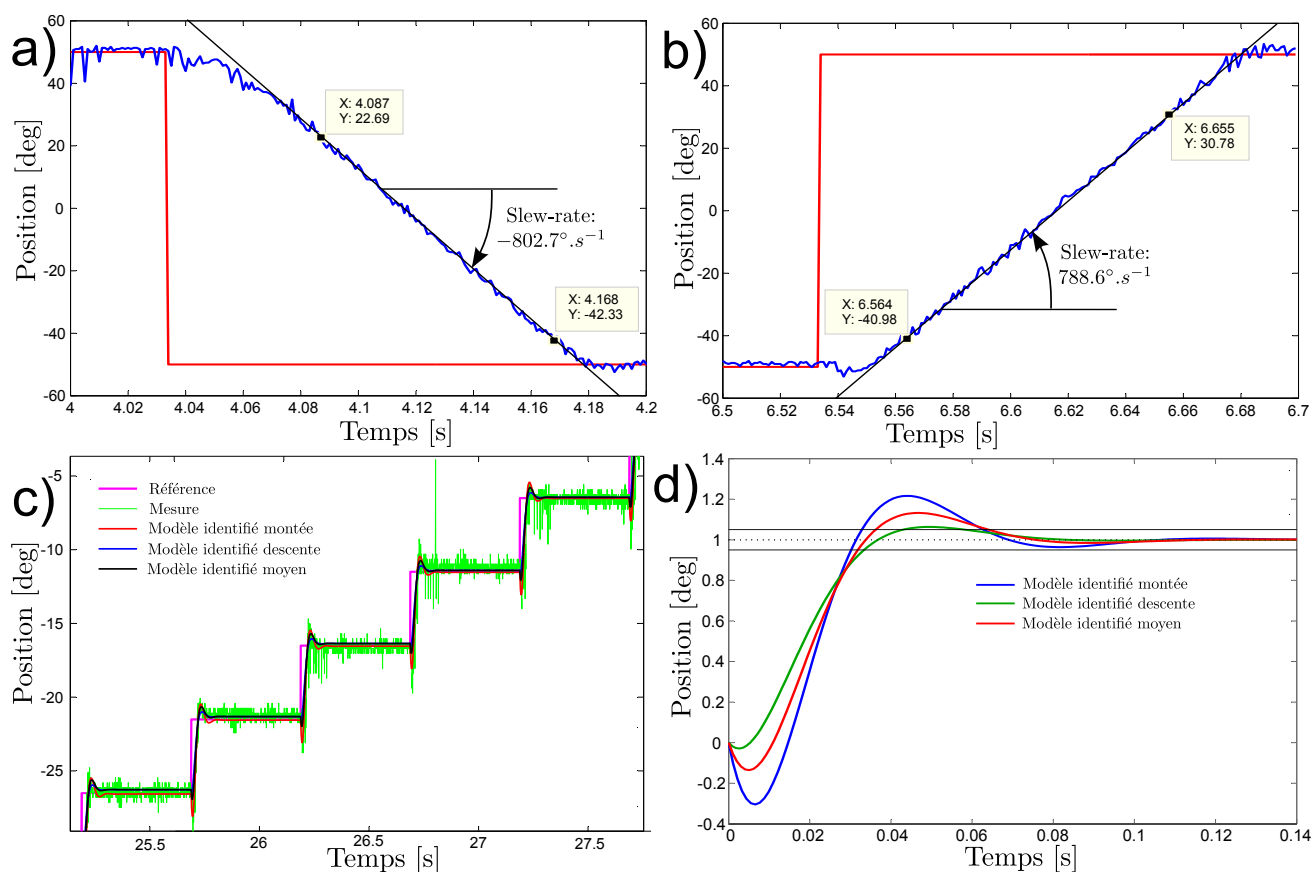 a)
60
40
20
0
-20
-40
-60
4
4.02
4.04
4.06
4.08
4.1
4.12
4.14
4.16
4.18
4.2
Position [deg]
Temps [s]
X: 4.087
Y: 22.69
Slew-rate:
−802.7°.s⁻¹
X: 4.168
Y: -42.33
b)
60
40
20
0
-20
-40
-60
6.5
6.52
6.54
6.56
6.58
6.6
6.62
6.64
6.66
6.68
6.7
Position [deg]
Temps [s]
X: 6.655
Y: 30.78
Slew-rate:
788.6°.s⁻¹
X: 6.564
Y: -40.98
c)
-5
-10
-15
-20
-25
25.5
26
26.5
27
27.5
Position [deg]
Temps [s]
Référence
Mesure
Modèle identifié montée
Modèle identifié descente
Modèle identifié moyen
d)
1.4
1.2
1
0.8
0.6
0.4
0.2
0
-0.2
-0.4
0
0.02
0.04
0.06
0.08
0.1
0.12
0.14
Position [deg]
Temps [s]
Modèle identifié montée
Modèle identifié descente
Modèle identifié moyen